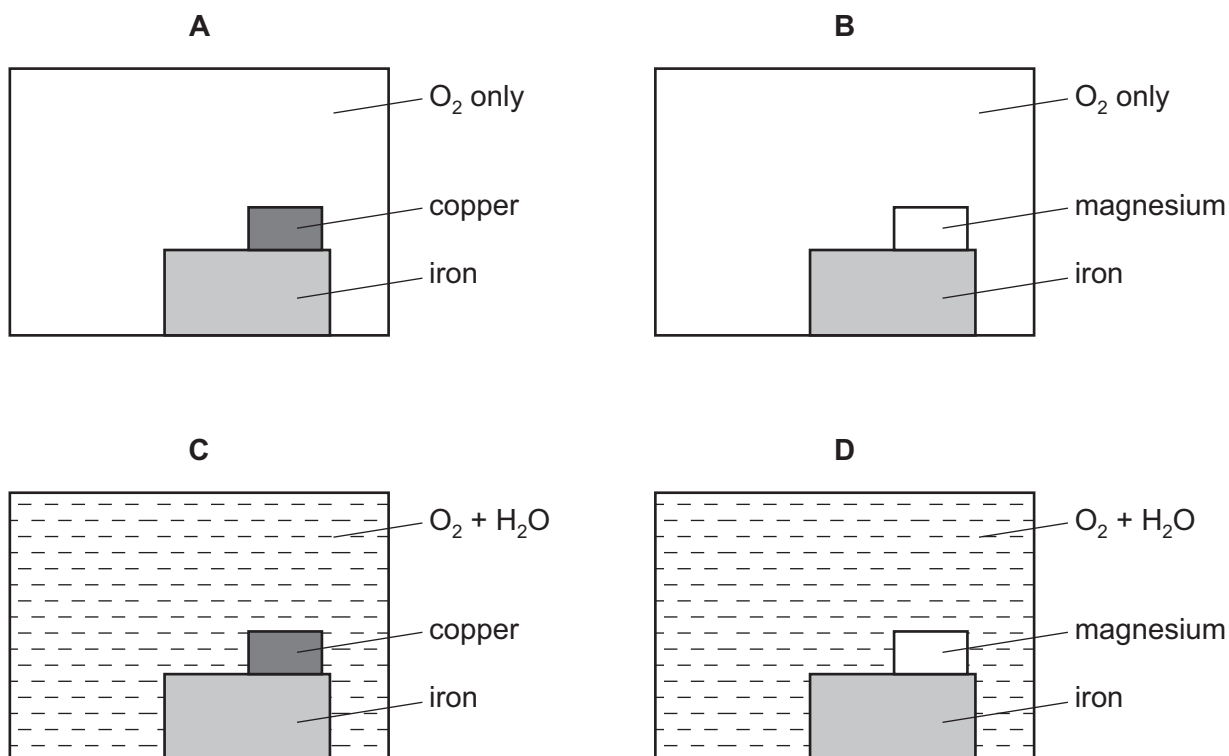 A
O₂ only
copper
iron
B
O₂ only
magnesium
iron
C
O₂ + H₂O
copper
iron
D
O₂ + H₂O
magnesium
iron